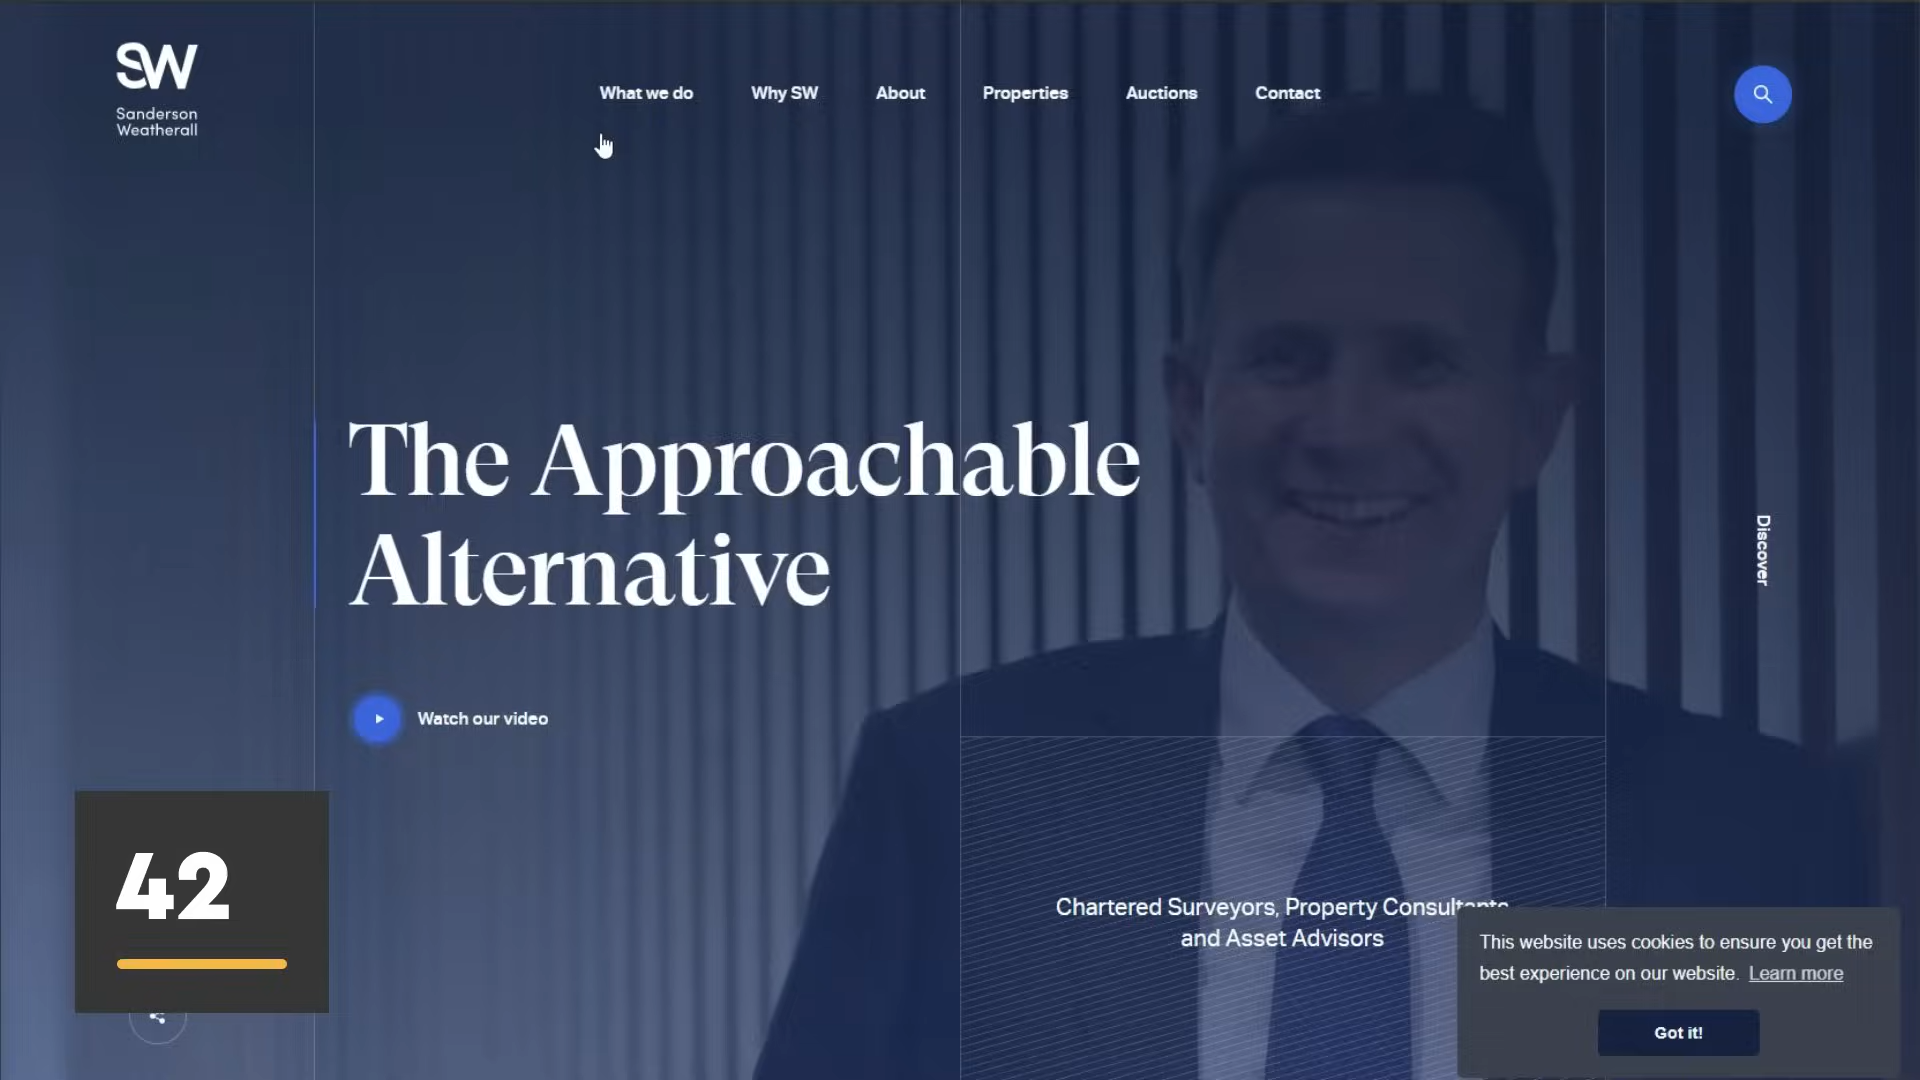 SW
Sanderson
Weatherall
What we do
Why SW
About
Properties
Auctions
Contact
The Approachable
Alternative
Discover
Watch our video
42
Chartered Surveyors, Property Consultants
and Asset Advisors
This website uses cookies to ensure you get the
best experience on our website. Learn more
Got it!